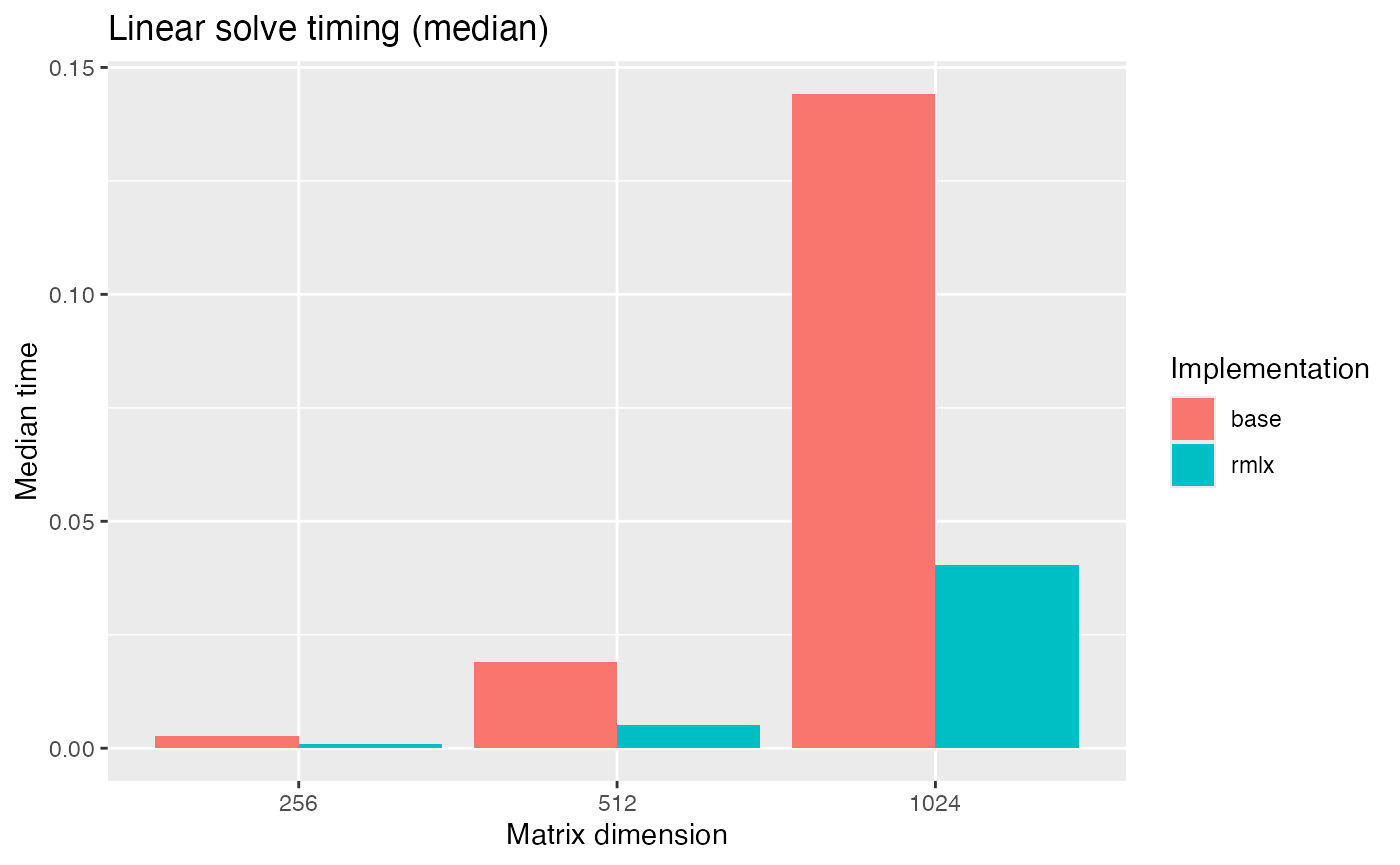 Linear solve timing (median)
0.15
0.10
0.05
0.00
Median time
256
512
1024
Matrix dimension
Implementation
base
rmlx